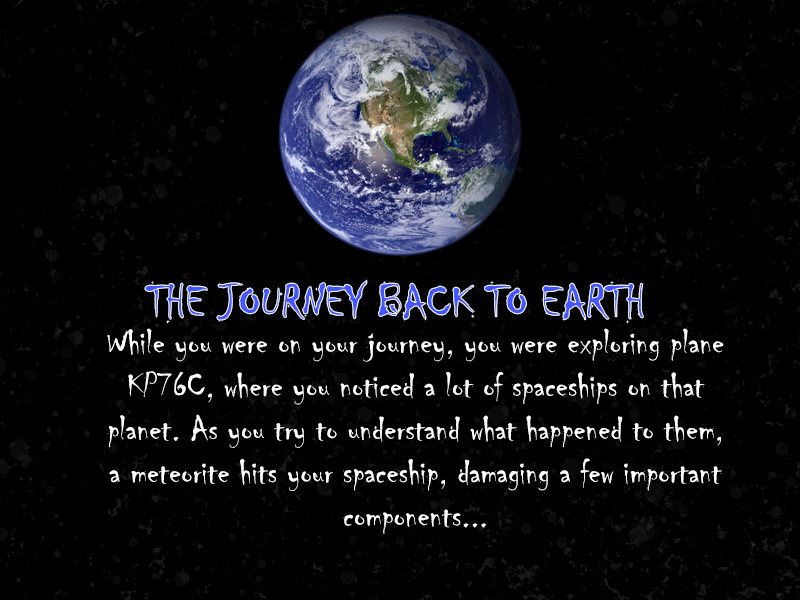 THE JOURNEY BACK TO EARTH
While you were on your journey, you were exploring plane
KP76C, where you noticed a lot of spaceships on that
planet. As you try to understand what happened to them,
a meteorite hits your spaceship, damaging a few important
components...